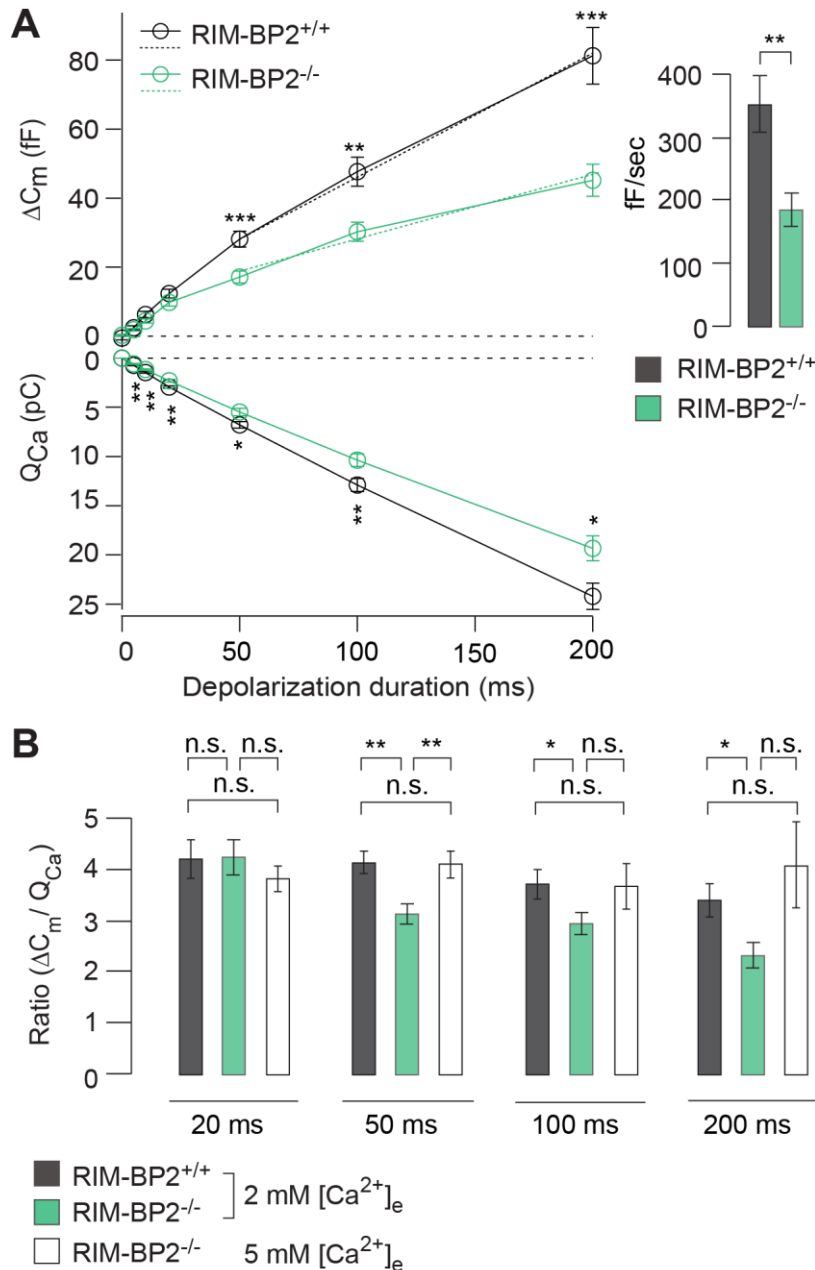 A
RIM-BP2+/+
RIM-BP2-/-
ΔCm (fF)
80
60
40
20
0
***
**
***
0
5
10
15
20
25
QCa (pC)
**
**
**
*
**
*
0
50
100
150
200
Depolarization duration (ms)
**
400
300
200
100
0
fF/sec
RIM-BP2+/+
RIM-BP2-/-
B
n.s. n.s.
n.s.
** **
n.s.
* n.s.
n.s.
* n.s.
n.s.
5
4
3
2
1
0
Ratio (ΔCm/ QCa)
20 ms
50 ms
100 ms
200 ms
RIM-BP2+/+
RIM-BP2-/-
2 mM [Ca2+]e
RIM-BP2-/- 5 mM [Ca2+]e